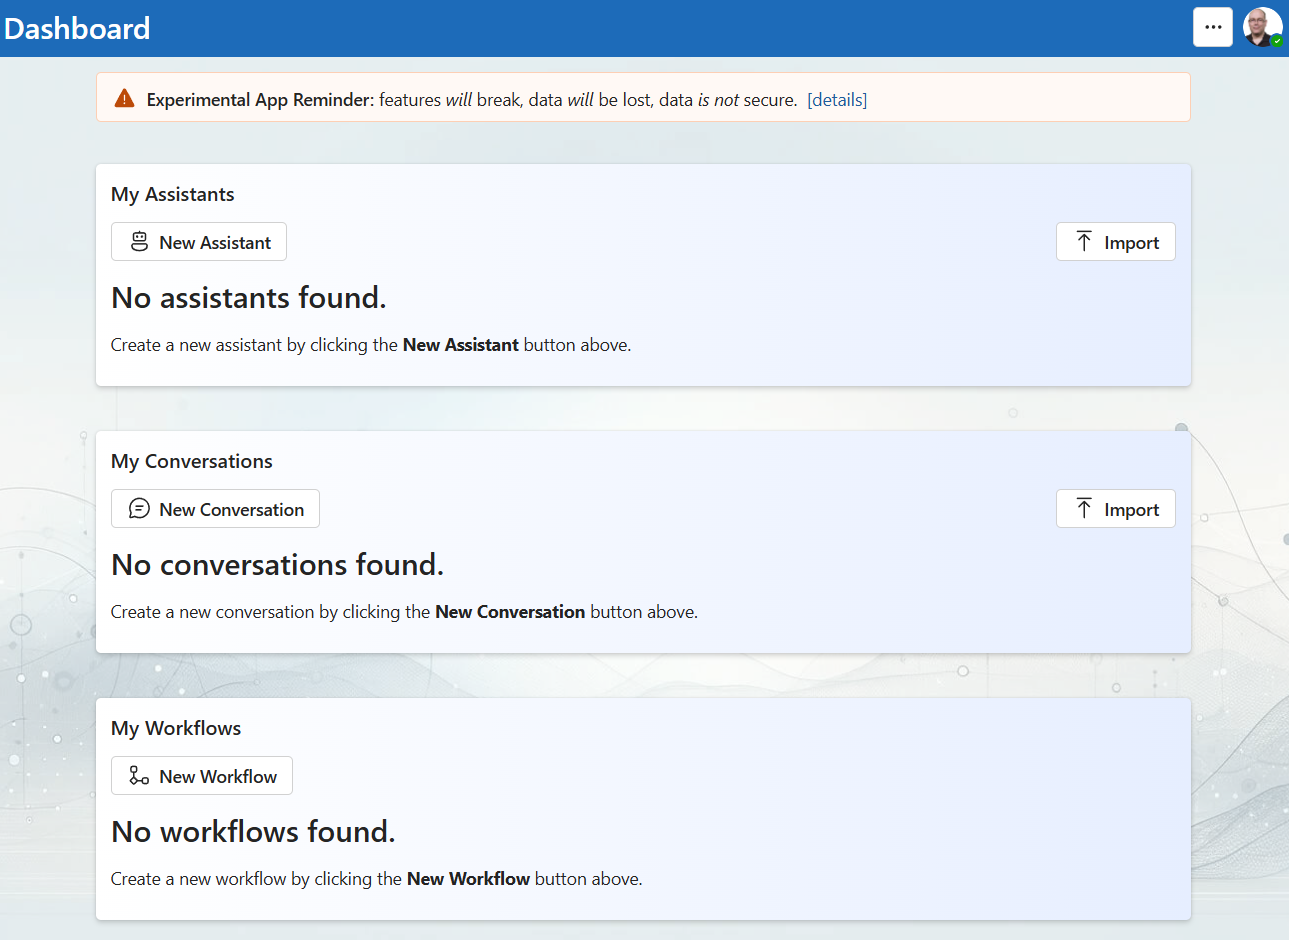 Dashboard
Experimental App Reminder: features will break, data will be lost, data is not secure. [details]
My Assistants
New Assistant
Import
No assistants found.
Create a new assistant by clicking the New Assistant button above.
My Conversations
New Conversation
Import
No conversations found.
Create a new conversation by clicking the New Conversation button above.
My Workflows
New Workflow
No workflows found.
Create a new workflow by clicking the New Workflow button above.